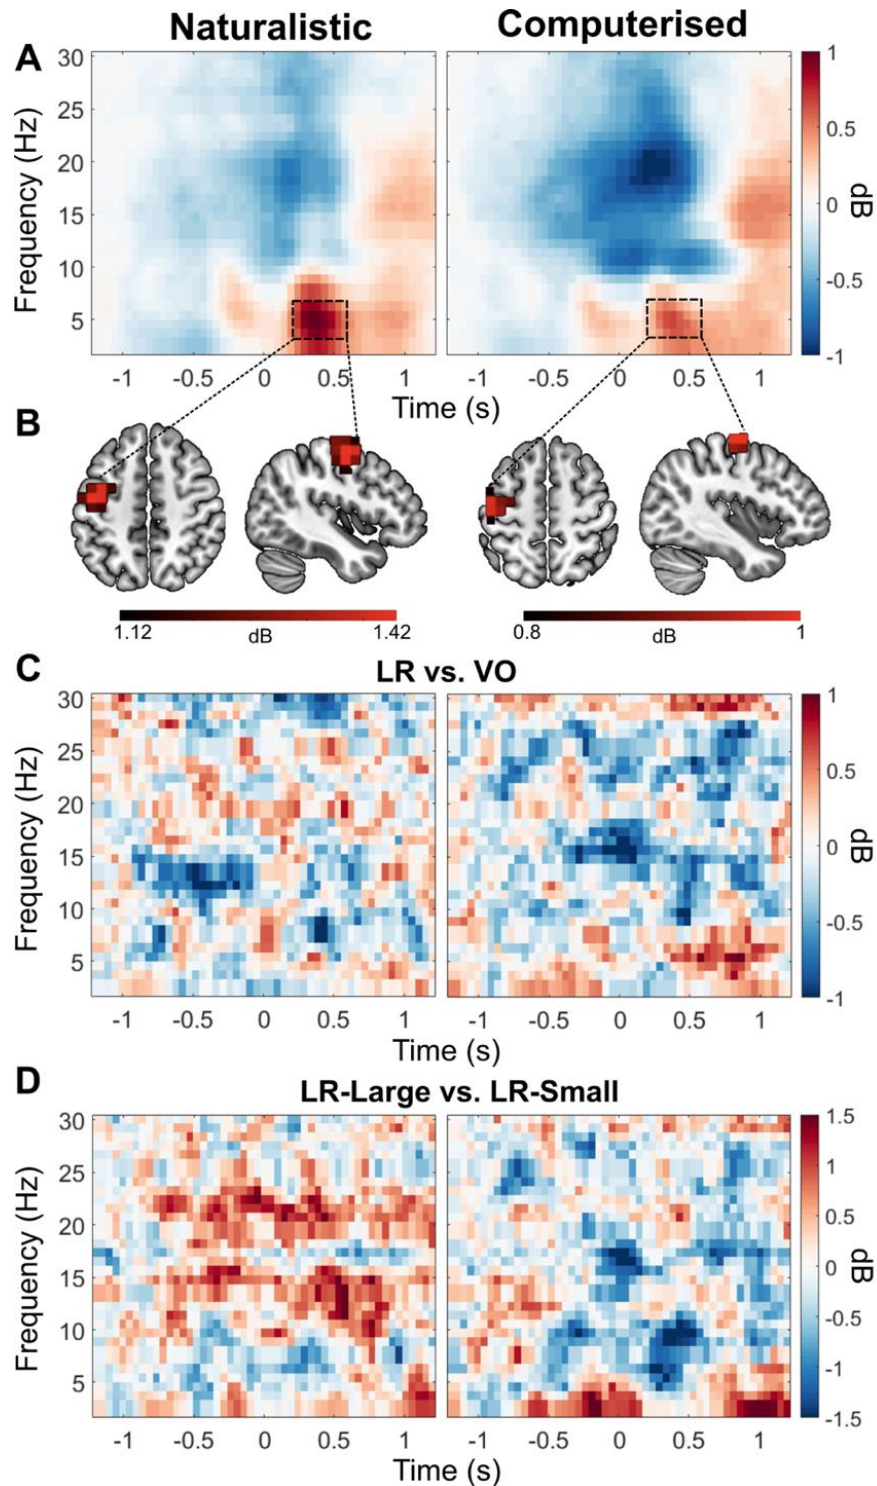 Naturalistic Computerised
A
30
25
20
15
10
5
Frequency (Hz)
-1 -0.5 0 0.5 1
-1 -0.5 0 0.5 1
Time (s)
1
0.5
0
-0.5
-1
dB
B
1.12 dB 1.42
0.8 dB 1
C
LR vs. VO
30
25
20
15
10
5
Frequency (Hz)
-1 -0.5 0 0.5 1
-1 -0.5 0 0.5 1
Time (s)
1
0.5
0
-0.5
-1
dB
D
LR-Large vs. LR-Small
30
25
20
15
10
5
Frequency (Hz)
-1 -0.5 0 0.5 1
-1 -0.5 0 0.5 1
Time (s)
1.5
1
0.5
0
-0.5
-1
-1.5
dB